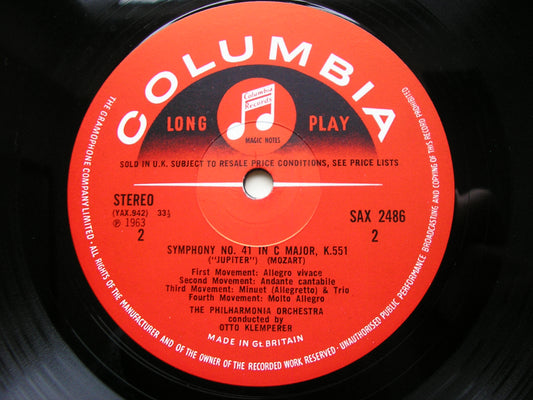 COLUMBIA
Columbia
Records
LONG PLAY
MAGIC NOTES
SOLD IN U.K. SUBJECT TO RESALE PRICE CONDITIONS, SEE PRICE LISTS
STEREO
(YAX.942) 33⅓
℗ 1963
2
SAX 2486
2
SYMPHONY NO. 41 IN C MAJOR, K.551
("JUPITER") (MOZART)
First Movement: Allegro vivace
Second Movement: Andante cantabile
Third Movement: Minuet (Allegretto) & Trio
Fourth Movement: Molto Allegro
THE PHILHARMONIA ORCHESTRA
conducted by
OTTO KLEMPERER
MADE IN GT. BRITAIN
THE GRAMOPHONE COMPANY LIMITED. ALL RIGHTS OF THE MANUFACTURER AND OF THE OWNER OF THE RECORDED WORK RESERVED · UNAUTHORISED PUBLIC PERFORMANCE BROADCASTING AND COPYING OF THIS RECORD PROHIBITED